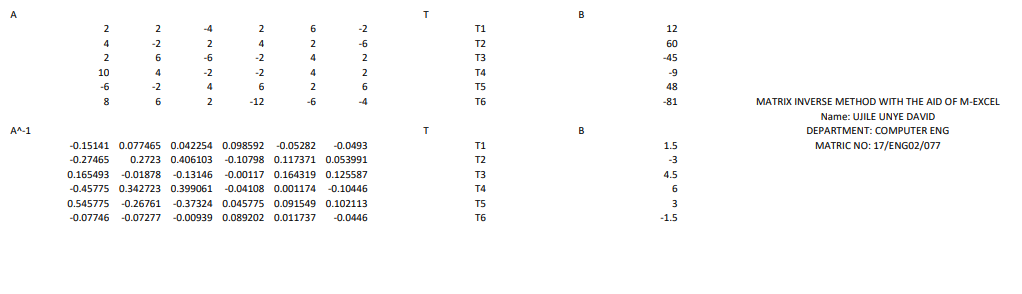 A T B
2 2 -4 2 6 -2 T1 12
4 -2 2 4 2 -6 T2 60
2 6 -6 -2 4 2 T3 -45
10 4 -2 -2 4 2 T4 -9
-6 -2 4 6 2 6 T5 48
8 6 2 -12 -6 -4 T6 -81
MATRIX INVERSE METHOD WITH THE AID OF M-EXCEL
Name: UJILE UNYE DAVID
DEPARTMENT: COMPUTER ENG
MATRIC NO: 17/ENG02/077
A^-1 T B
-0.15141 0.077465 0.042254 0.098592 -0.05282 -0.0493 T1 1.5
-0.27465 0.2723 0.406103 -0.10798 0.117371 0.053991 T2 -3
0.165493 -0.01878 -0.13146 -0.00117 0.164319 0.125587 T3 4.5
-0.45775 0.342723 0.399061 -0.04108 0.001174 -0.10446 T4 6
0.545775 -0.26761 -0.37324 0.045775 0.091549 0.102113 T5 3
-0.07746 -0.07277 -0.00939 0.089202 0.011737 -0.0446 T6 -1.5